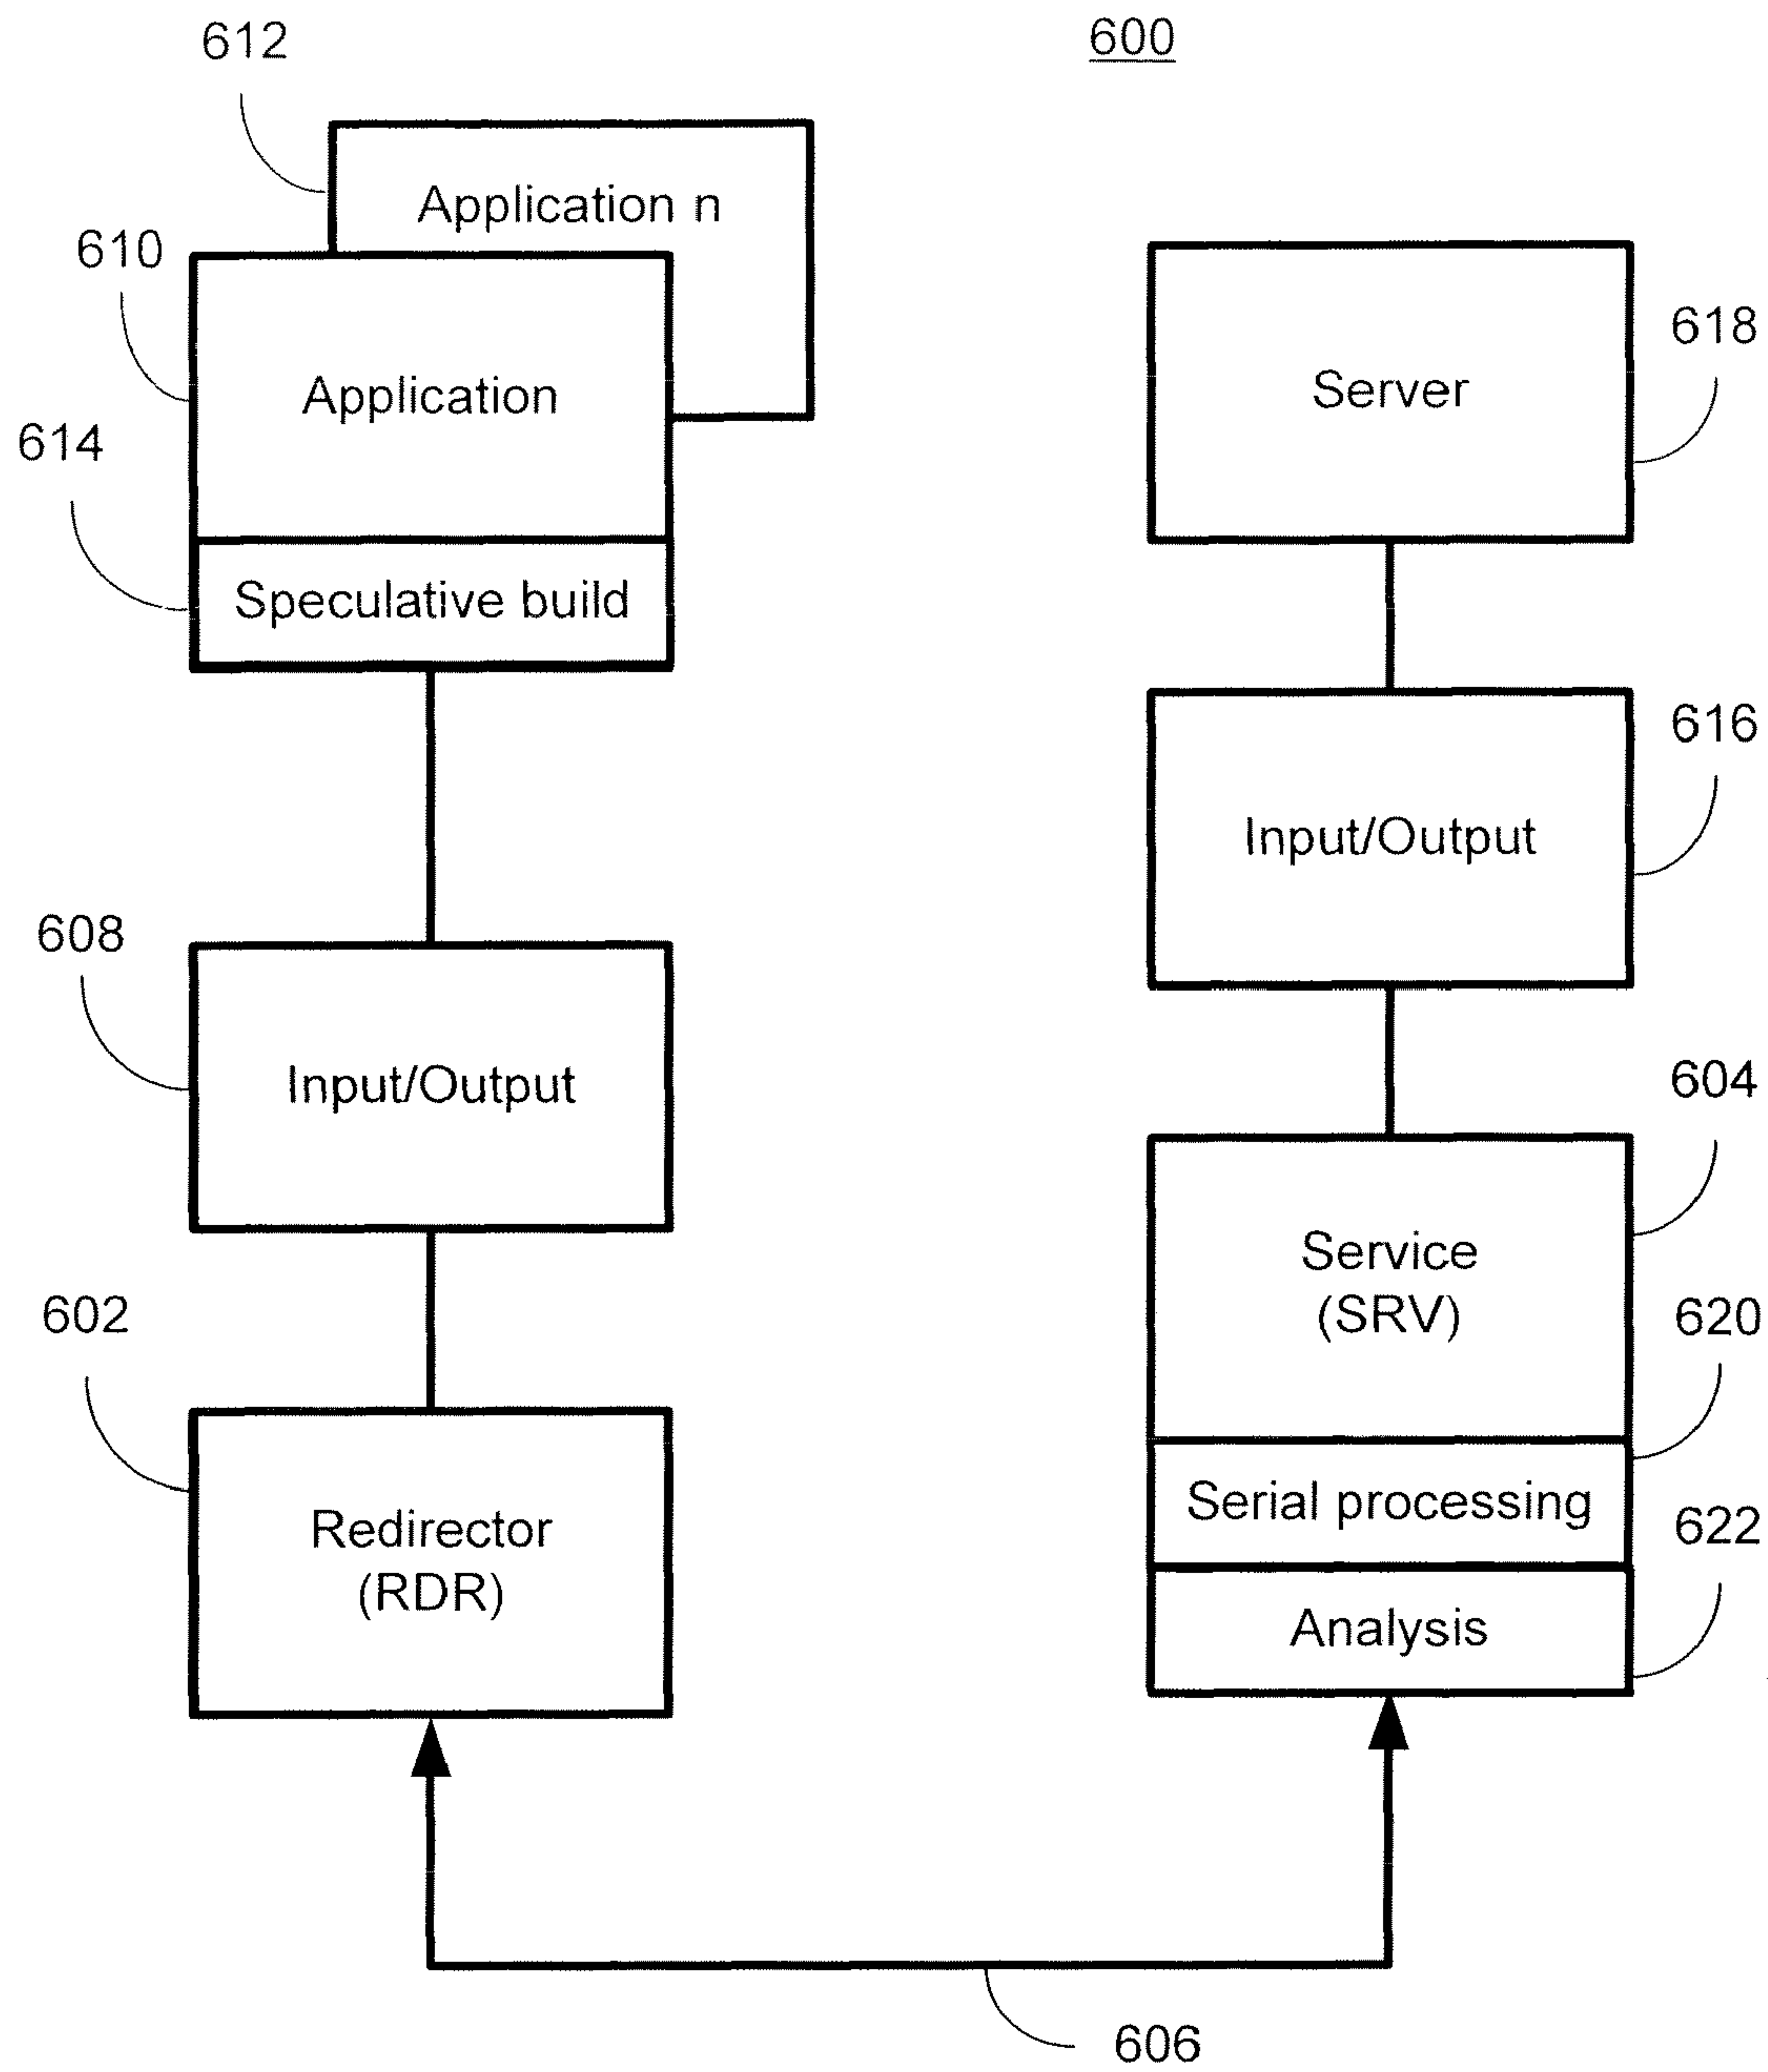 612
600
Application n
610
Application
618
Server
614
Speculative build
616
Input/Output
608
Input/Output
604
Service
(SRV)
602
620
Redirector
(RDR)
Serial processing
622
Analysis
606